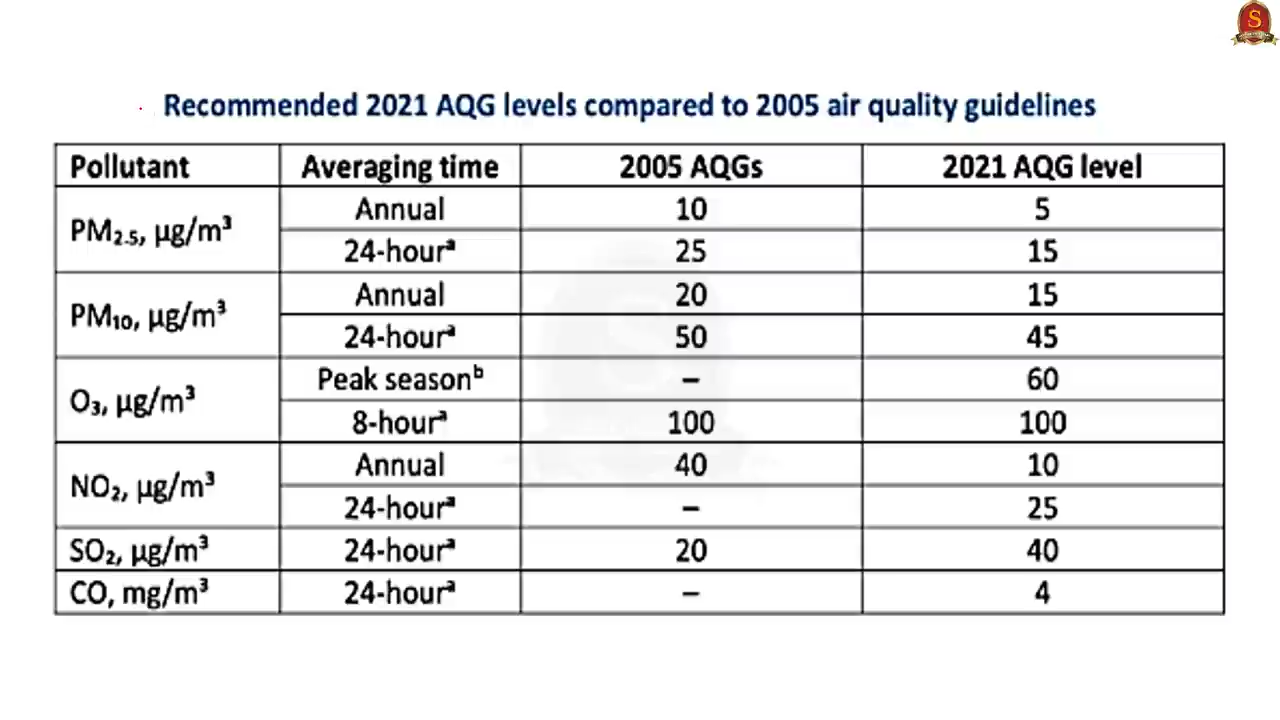 S
Recommended 2021 AQG levels compared to 2005 air quality guidelines
Pollutant Averaging time 2005 AQGs 2021 AQG level
PM₂.₅, µg/m³ Annual 10 5
24-hourᵃ 25 15
PM₁₀, µg/m³ Annual 20 15
24-hourᵃ 50 45
O₃, µg/m³ Peak seasonᵇ – 60
8-hourᵃ 100 100
NO₂, µg/m³ Annual 40 10
24-hourᵃ – 25
SO₂, µg/m³ 24-hourᵃ 20 40
CO, mg/m³ 24-hourᵃ – 4